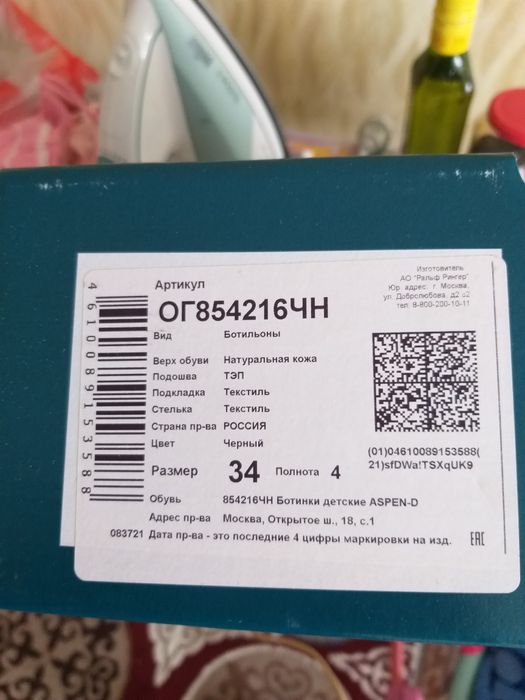 Артикул
ОГ854216ЧН
Изготовитель
АО "Ральф Рингер"
Юр. адрес: г. Москва,
ул. Добролюбова, д2 с2
тел. 8-800-200-10-11
Вид Ботильоны
Верх обуви Натуральная кожа
Подошва ТЭП
Подкладка Текстиль
Стелька Текстиль
Страна пр-ва РОССИЯ
Цвет Черный
(01)04610089153588(
21)sfDWa!TSXqUK9
Размер 34 Полнота 4
Обувь 854216ЧН Ботинки детские ASPEN-D
Адрес пр-ва Москва, Открытое ш., 18, с.1
083721 Дата пр-ва - это последние 4 цифры маркировки на изд. ЕАС
4610089153588